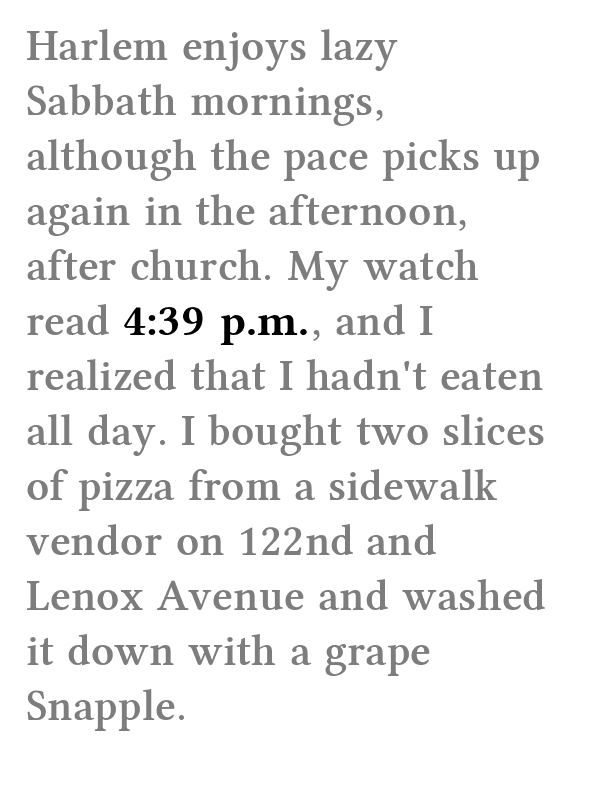 Harlem enjoys lazy
Sabbath mornings,
although the pace picks up
again in the afternoon,
after church. My watch
read 4:39 p.m., and I
realized that I hadn't eaten
all day. I bought two slices
of pizza from a sidewalk
vendor on 122nd and
Lenox Avenue and washed
it down with a grape
Snapple.